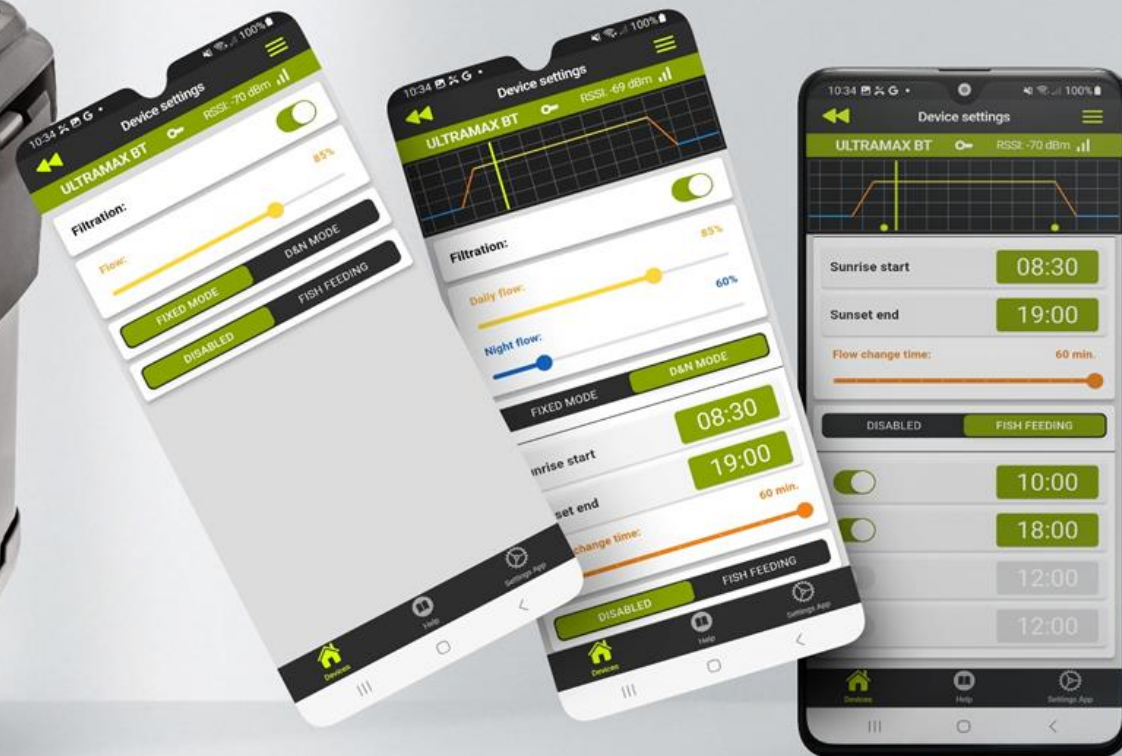 10:34 G 100%
Device settings
ULTRAMAX BT RSSI: -70 dBm
Filtration:
Flow: 85%
FIXED MODE D&N MODE
DISABLED FISH FEEDING
Devices Help Settings App
10:34 G 100%
Device settings
ULTRAMAX BT RSSI: -69 dBm
Filtration:
Daily flow: 85%
Night flow: 60%
FIXED MODE D&N MODE
nrise start 08:30
set end 19:00
change time: 60 min.
DISABLED FISH FEEDING
Devices Help Settings App
10:34 G 100%
Device settings
ULTRAMAX BT RSSI: -70 dBm
Sunrise start 08:30
Sunset end 19:00
Flow change time: 60 min.
DISABLED FISH FEEDING
10:00
18:00
12:00
12:00
Devices Help Settings App